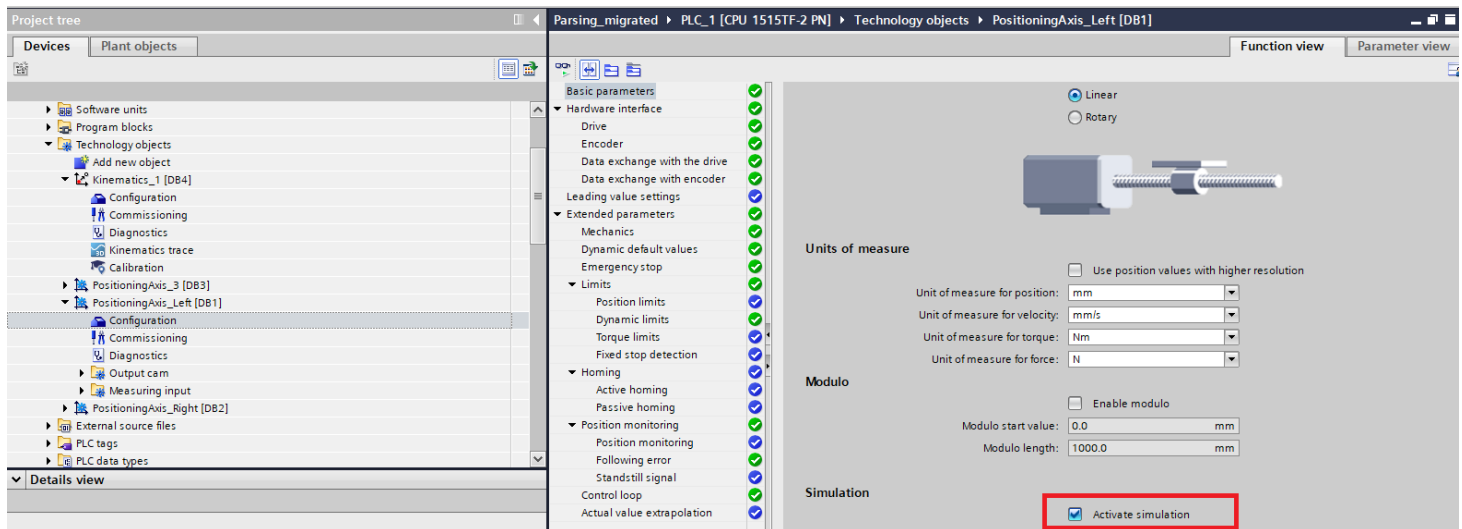 Project tree
Devices
Plant objects
Software units
Program blocks
Technology objects
Add new object
Kinematics_1 [DB4]
Configuration
Commissioning
Diagnostics
Kinematics trace
Calibration
PositioningAxis_3 [DB3]
PositioningAxis_Left [DB1]
Configuration
Commissioning
Diagnostics
Output cam
Measuring input
PositioningAxis_Right [DB2]
External source files
PLC tags
PLC data types
Details view
Parsing_migrated ▸ PLC_1 [CPU 1515TF-2 PN] ▸ Technology objects ▸ PositioningAxis_Left [DB1]
Function view
Parameter view
Basic parameters
Hardware interface
Drive
Encoder
Data exchange with the drive
Data exchange with encoder
Leading value settings
Extended parameters
Mechanics
Dynamic default values
Emergency stop
Limits
Position limits
Dynamic limits
Torque limits
Fixed stop detection
Homing
Active homing
Passive homing
Position monitoring
Position monitoring
Following error
Standstill signal
Control loop
Actual value extrapolation
Linear
Rotary
Units of measure
Use position values with higher resolution
Unit of measure for position: mm
Unit of measure for velocity: mm/s
Unit of measure for torque: Nm
Unit of measure for force: N
Modulo
Enable modulo
Modulo start value: 0.0 mm
Modulo length: 1000.0 mm
Simulation
Activate simulation